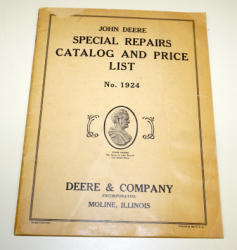 JOHN DEERE
SPECIAL REPAIRS
CATALOG AND PRICE
LIST
No. 1924
DEERE & COMPANY
(INCORPORATED)
MOLINE, ILLINOIS